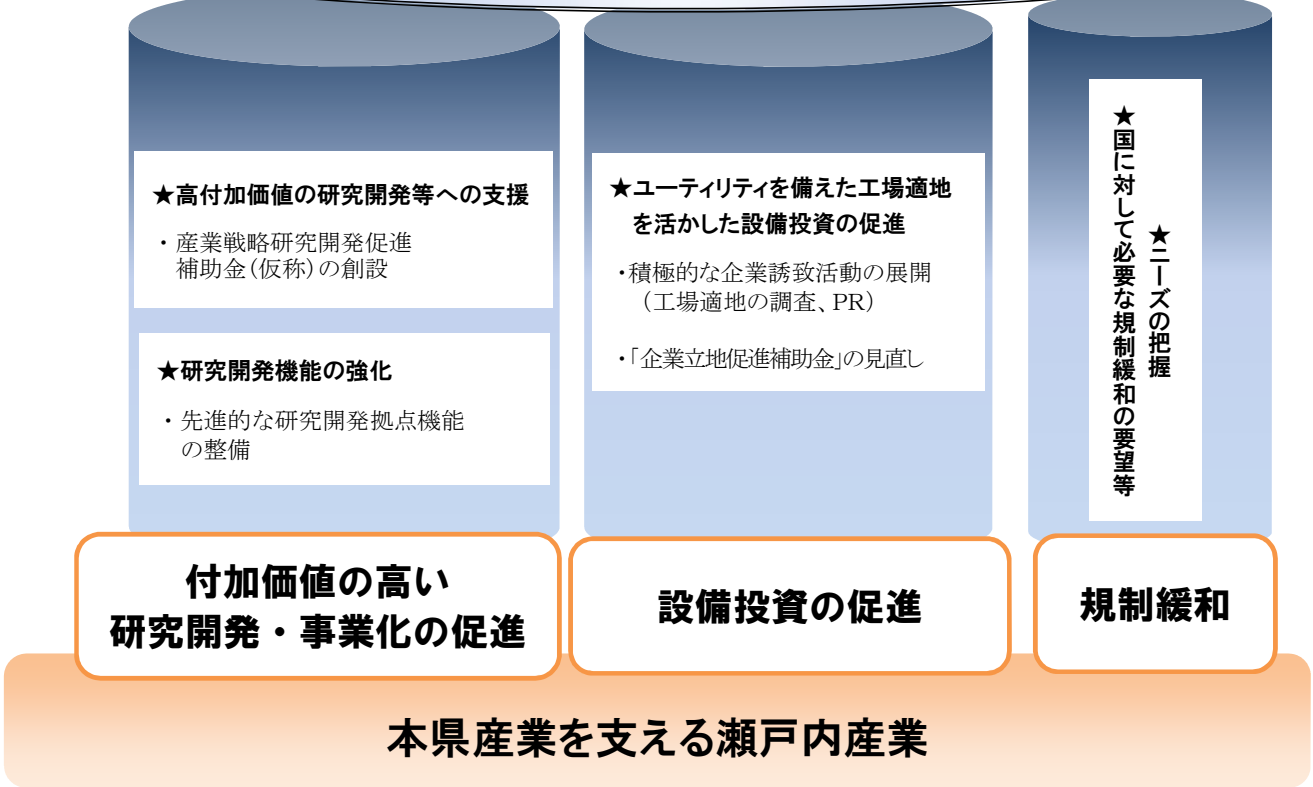 ★高付加価値の研究開発等への支援
・産業戦略研究開発促進
補助金(仮称)の創設
★研究開発機能の強化
・先進的な研究開発拠点機能
の整備
付加価値の高い
研究開発・事業化の促進
★ユーティリティを備えた工場適地
を活かした設備投資の促進
・積極的な企業誘致活動の展開
(工場適地の調査、PR)
・「企業立地促進補助金」の見直し
設備投資の促進
★ニーズの把握
★国に対して必要な規制緩和の要望等
規制緩和
本県産業を支える瀬戸内産業